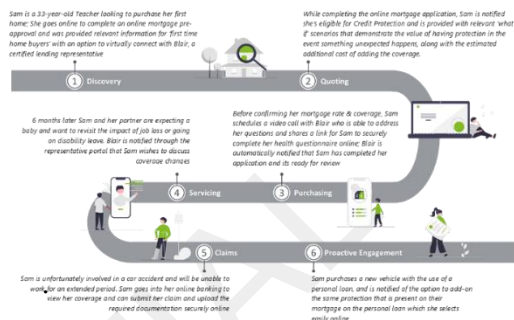 Sam is a 33-year-old Teacher looking to purchase her first
home. She goes online to complete an online mortgage pre-
approval and was provided relevant information for 'first time
home buyers' with an option to virtually connect with Blair, a
certified lending representative
While completing the online mortgage application, Sam is notified
she's eligible for Credit Protection and is provided with relevant 'what
if' scenarios that demonstrate the value of having protection in the
event something unexpected happens, along with the estimated
additional cost of adding the coverage.
1 Discovery
2 Quoting
6 months later Sam and her partner are expecting a
baby and want to revisit the impact of job loss or going
on disability leave. Blair is notified through the
representative portal that Sam wishes to discuss
coverage changes
Before confirming her mortgage rate & coverage, Sam
schedules a video call with Blair who is able to address
her questions and shares a link for Sam to securely
complete her health questionnaire online; Blair is
automatically notified that Sam has completed her
application and its ready for review
4 Servicing
3 Purchasing
5 Claims
6 Proactive Engagement
Sam is unfortunately involved in a car accident and will be unable to
work for an extended period. Sam goes into her online banking to
view her coverage and can submit her claim and upload the
required documentation securely online
Sam purchases a new vehicle with the use of a
personal loan, and is notified of the option to add-on
the same protection that is present on their
mortgage on the personal loan which she selects
easily online